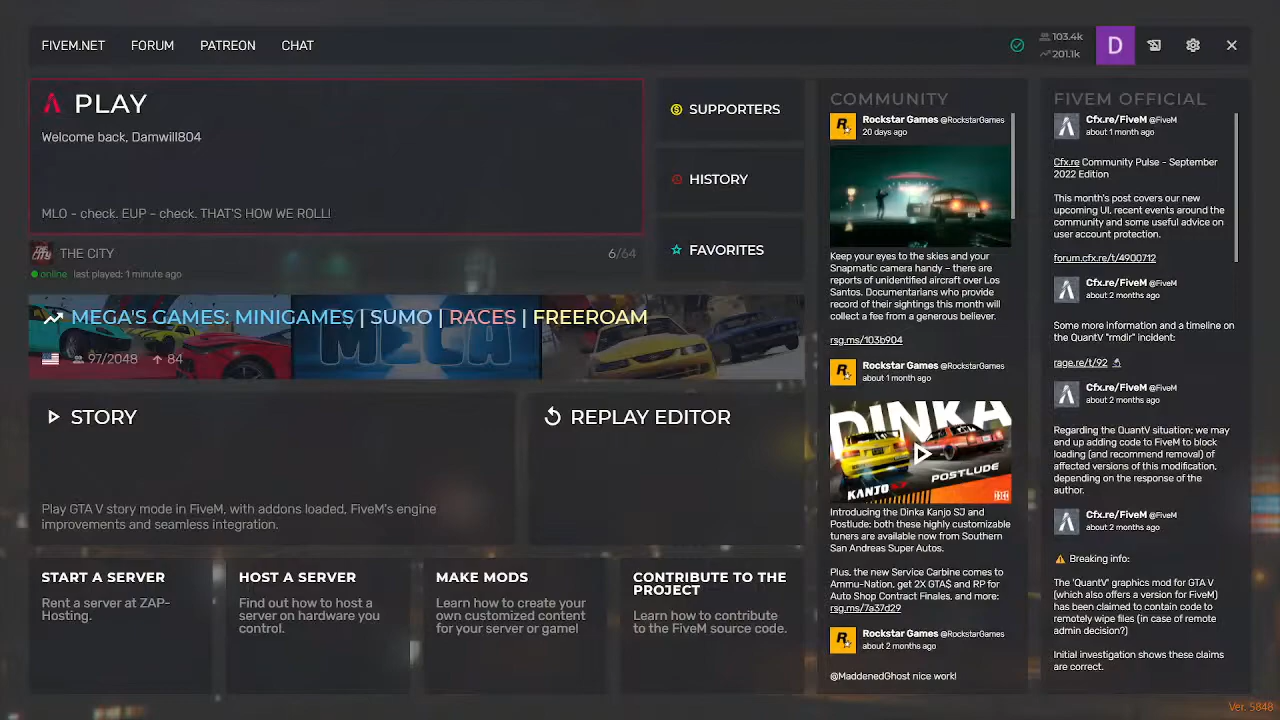 FIVEM.NET FORUM PATREON CHAT
103.4k
201.1k
D
PLAY
Welcome back, Damwill804
MLO - check. EUP - check. THAT'S HOW WE ROLL!
THE CITY
6/64
online last played: 1 minute ago
SUPPORTERS
HISTORY
FAVORITES
MEGA'S GAMES: MINIGAMES | SUMO | RACES | FREEROAM
MEGA
97/2048 84
STORY
Play GTA V story mode in FiveM, with addons loaded, FiveM's engine
improvements and seamless integration.
REPLAY EDITOR
START A SERVER
Rent a server at ZAP-
Hosting.
HOST A SERVER
Find out how to host a
server on hardware you
control.
MAKE MODS
Learn how to create your
own customized content
for your server or game!
CONTRIBUTE TO THE
PROJECT
Learn how to contribute
to the FiveM source code.
COMMUNITY
Rockstar Games @RockstarGames
20 days ago
Keep your eyes to the skies and your
Snapmatic camera handy – there are
reports of unidentified aircraft over Los
Santos. Documentarians who provide
record of their sightings this month will
collect a fee from a generous believer.
rsg.ms/103b904
Rockstar Games @RockstarGames
about 1 month ago
DINKA
KANJO SJ
POSTLUDE
Introducing the Dinka Kanjo SJ and
Postlude: both these highly customizable
tuners are available now from Southern
San Andreas Super Autos.
Plus, the new Service Carbine comes to
Ammu-Nation, get 2X GTA$ and RP for
Auto Shop Contract Finales, and more:
rsg.ms/7a37d29
Rockstar Games @RockstarGames
about 2 months ago
@MaddenedGhost nice work!
FIVEM OFFICIAL
Cfx.re/FiveM @FiveM
about 1 month ago
Cfx.re Community Pulse - September
2022 Edition
This month's post covers our new
upcoming UI, recent events around the
community and some useful advice on
user account protection.
forum.cfx.re/t/4900712
Cfx.re/FiveM @FiveM
about 2 months ago
Some more information and a timeline on
the QuantV "rmdir" incident:
rage.re/t/92
Cfx.re/FiveM @FiveM
about 2 months ago
Regarding the QuantV situation: we may
end up adding code to FiveM to block
loading (and recommend removal) of
affected versions of this modification,
depending on the response of the
author.
Cfx.re/FiveM @FiveM
about 2 months ago
Breaking info:
The 'QuantV' graphics mod for GTA V
(which also offers a version for FiveM)
has been claimed to contain code to
remotely wipe files (in case of remote
admin decision?)
Initial investigation shows these claims
are correct.
Ver. 5848